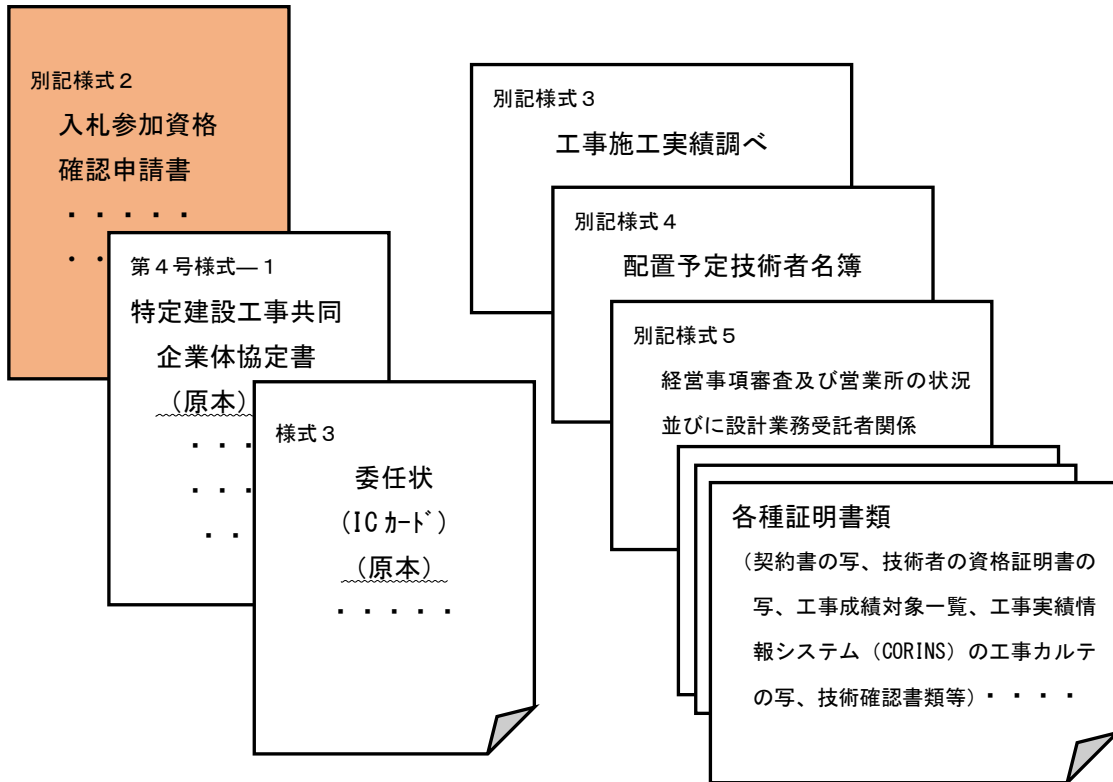 別記様式２
入札参加資格
確認申請書
・・・・・
・・
第４号様式―１
特定建設工事共同
企業体協定書
(原本)
・・・
・・・
・・
様式３
委任状
(ICｶｰﾄﾞ)
(原本)
・・・・・
別記様式３
工事施工実績調べ
別記様式４
配置予定技術者名簿
別記様式５
経営事項審査及び営業所の状況
並びに設計業務受託者関係
各種証明書類
（契約書の写、技術者の資格証明書の
写、工事成績対象一覧、工事実績情
報システム（CORINS）の工事カルテ
の写、技術確認書類等）・・・・